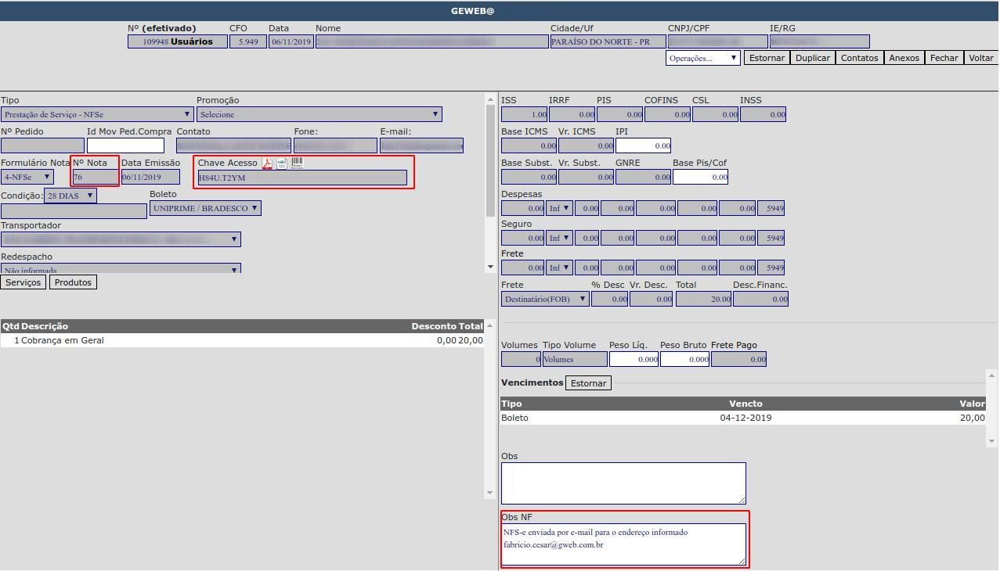 GEWEB@
Nº (efetivado) CFO Data Nome Cidade/Uf CNPJ/CPF IE/RG
109948 Usuários 5.949 06/11/2019 PARAÍSO DO NORTE - PR
Operações... Estornar Duplicar Contatos Anexos Fechar Voltar
Tipo Promoção
Prestação de Serviço - NFSe Selecione
Nº Pedido Id Mov Ped.Compra Contato Fone: E-mail:
Formulário Nota Nº Nota Data Emissão Chave Acesso
4-NFSe 76 06/11/2019 H84U.T2YM
Condição: 28 DIAS Boleto
UNIPRIME / BRADESCO
Transportador
Redespacho
Não informada
Serviços Produtos
Qtd Descrição Desconto Total
1 Cobrança em Geral 0,00 20,00
ISS IRRF PIS COFINS CSL INSS
1.00 0.00 0.00 0.00 0.00 0.00
Base ICMS Vr. ICMS IPI
0.00 0.00 0.00
Base Subst. Vr. Subst. GNRE Base Pis/Cof
0.00 0.00 0.00 0.00
Despesas
0.00 Inf 0.00 0.00 0.00 0.00 0.00 5949
Seguro
0.00 Inf 0.00 0.00 0.00 0.00 0.00 5949
Frete
0.00 Inf 0.00 0.00 0.00 0.00 0.00 5949
Frete % Desc Vr. Desc. Total Desc.Financ.
Destinatário(FOB) 0.00 0.00 20.00 0.00
Volumes Tipo Volume Peso Líq. Peso Bruto Frete Pago
0 Volumes 0.000 0.000 0.00
Vencimentos Estornar
Tipo Vencto Valor
Boleto 04-12-2019 20,00
Obs
Obs NF
NFS-e enviada por e-mail para o endereço informado
fabricio.cesar@gweb.com.br